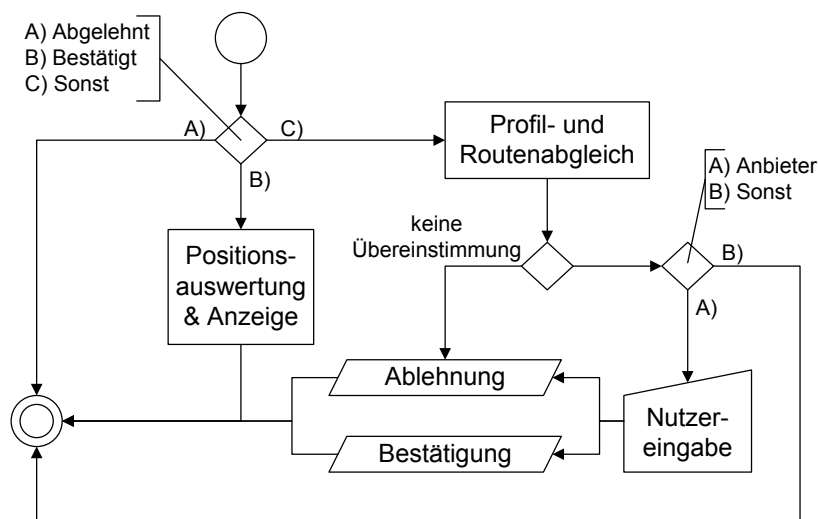 A) Abgelehnt
B) Bestätigt
C) Sonst
A)
C)
B)
Profil- und
Routenabgleich
A) Anbieter
B) Sonst
keine
Übereinstimmung
B)
A)
Positions-
auswertung
& Anzeige
Ablehnung
Nutzer-
eingabe
Bestätigung